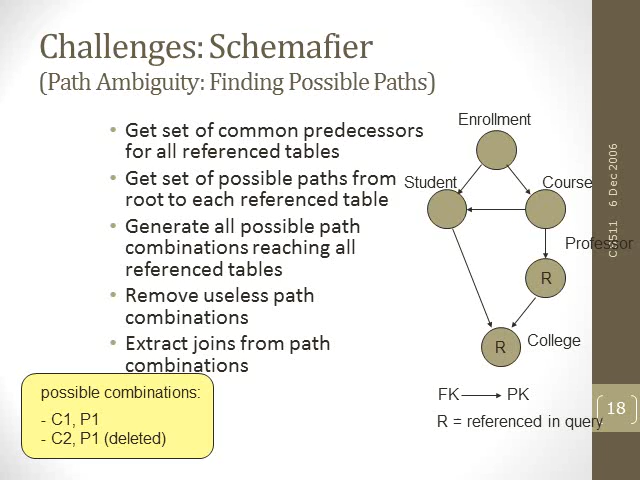 Challenges: Schemafier
(Path Ambiguity: Finding Possible Paths)
• Get set of common predecessors
for all referenced tables
• Get set of possible paths from
root to each referenced table
• Generate all possible path
combinations reaching all
referenced tables
• Remove useless path
combinations
• Extract joins from path
combinations
possible combinations:
- C1, P1
- C2, P1 (deleted)
Enrollment
Student
Course
Professor
R
R
College
FK PK
R = referenced in query
6 Dec 2006
18